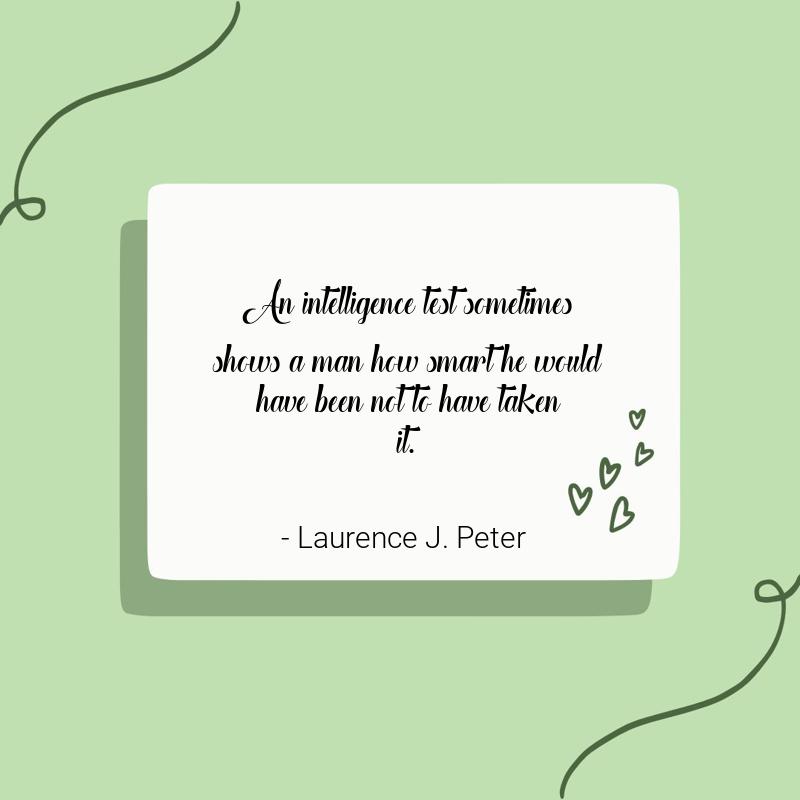 An intelligence test sometimes
shows a man how smart he would
have been not to have taken
it.
- Laurence J. Peter